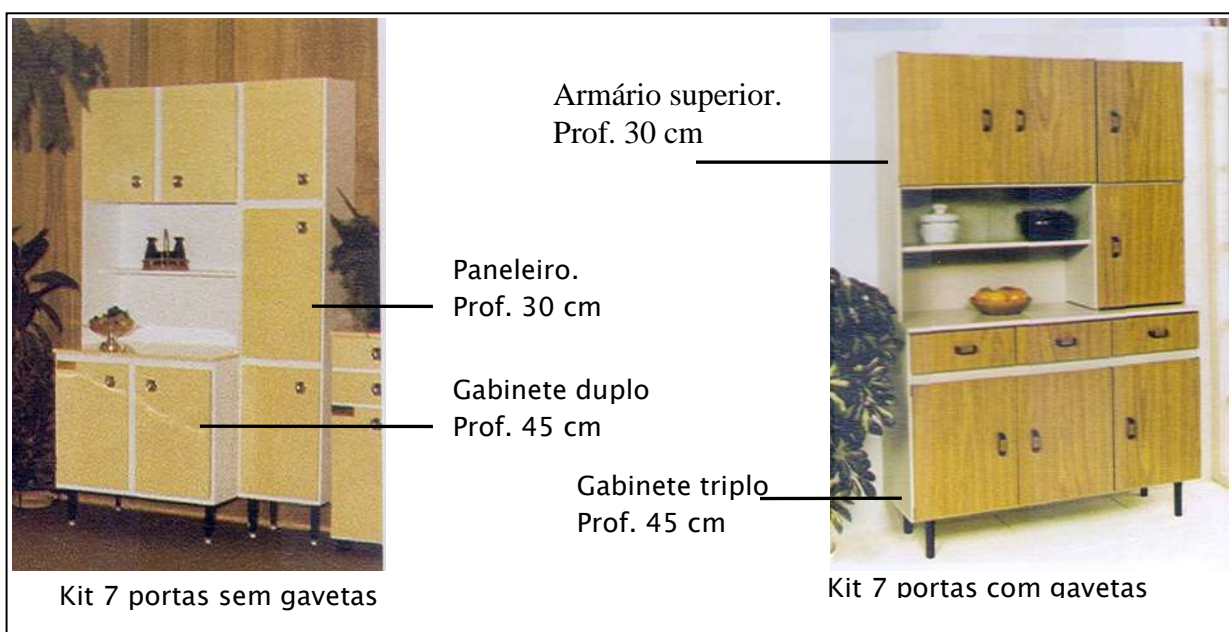 Armário superior.
Prof. 30 cm
Paneleiro.
Prof. 30 cm
Gabinete duplo
Prof. 45 cm
Gabinete triplo
Prof. 45 cm
Kit 7 portas sem gavetas
Kit 7 portas com gavetas